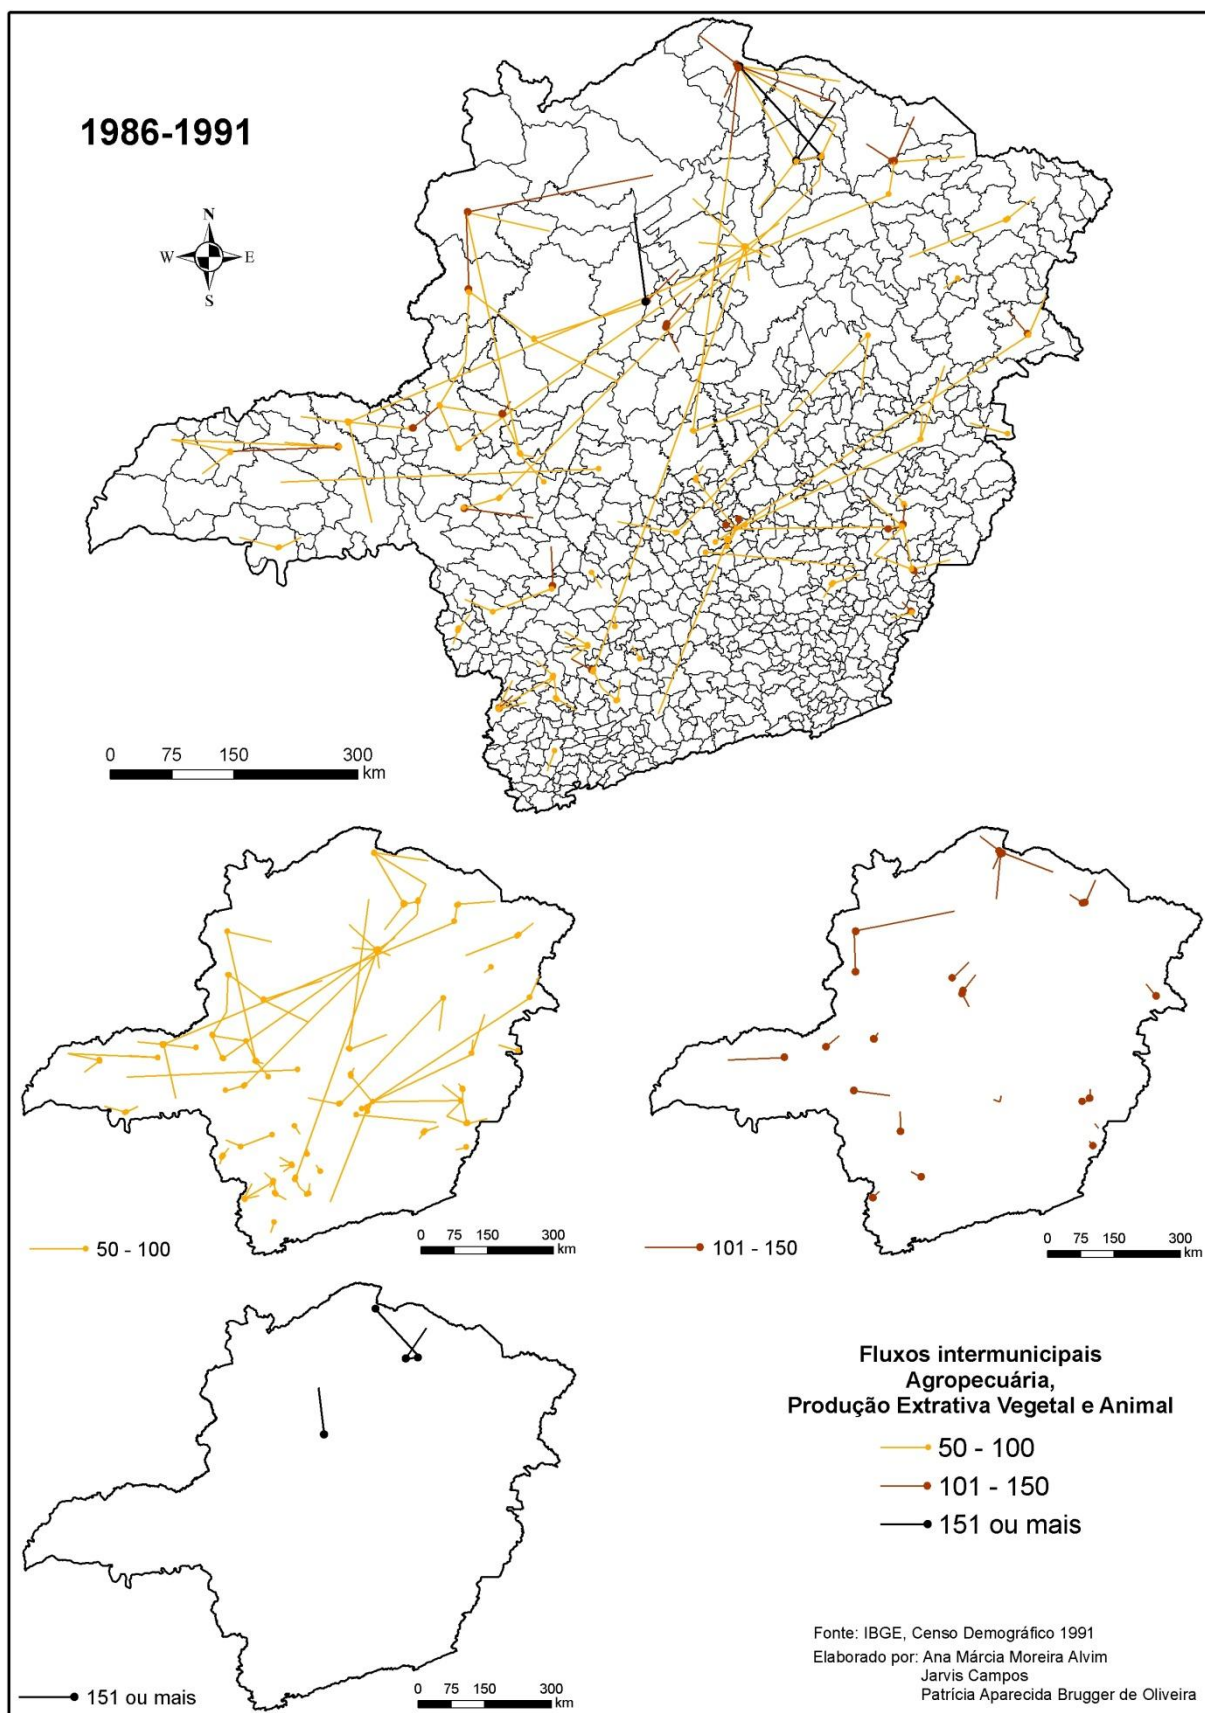 1986-1991
N
W E
S
0 75 150 300
km
50 - 100
0 75 150 300
km
101 - 150
0 75 150 300
km
Fluxos intermunicipais
Agropecuária,
Produção Extrativa Vegetal e Animal
50 - 100
101 - 150
151 ou mais
151 ou mais
0 75 150 300
km
Fonte: IBGE, Censo Demográfico 1991
Elaborado por: Ana Márcia Moreira Alvim
Jarvis Campos
Patrícia Aparecida Brugger de Oliveira